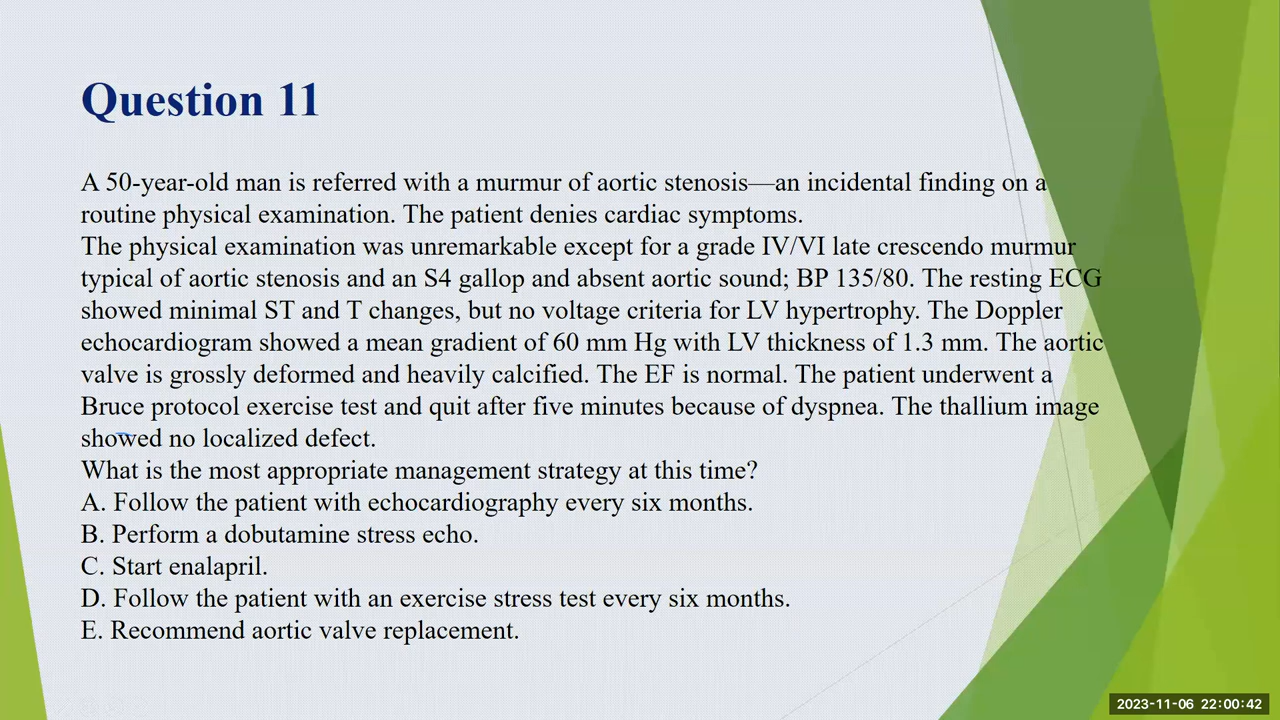 Question 11
A 50-year-old man is referred with a murmur of aortic stenosis—an incidental finding on a
routine physical examination. The patient denies cardiac symptoms.
The physical examination was unremarkable except for a grade IV/VI late crescendo murmur
typical of aortic stenosis and an S4 gallop and absent aortic sound; BP 135/80. The resting ECG
showed minimal ST and T changes, but no voltage criteria for LV hypertrophy. The Doppler
echocardiogram showed a mean gradient of 60 mm Hg with LV thickness of 1.3 mm. The aortic
valve is grossly deformed and heavily calcified. The EF is normal. The patient underwent a
Bruce protocol exercise test and quit after five minutes because of dyspnea. The thallium image
showed no localized defect.
What is the most appropriate management strategy at this time?
A. Follow the patient with echocardiography every six months.
B. Perform a dobutamine stress echo.
C. Start enalapril.
D. Follow the patient with an exercise stress test every six months.
E. Recommend aortic valve replacement.
2023-11-06 22:00:42